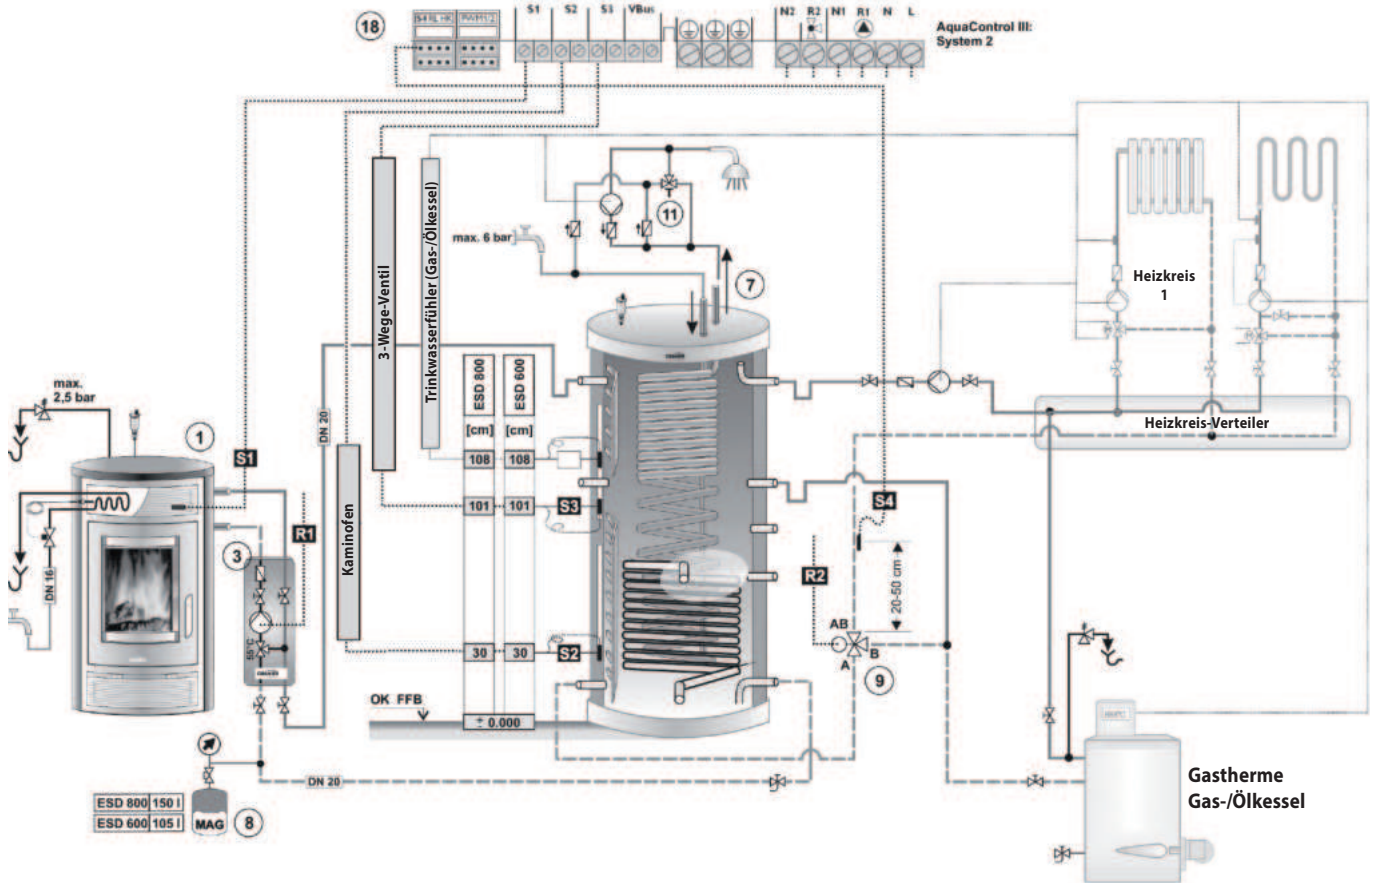 18
S4 RL HK PWM1/2
S1 S2 S3 VBus
N2 R2 N1 R1 N L
AquaControl III:
System 2
3-Wege-Ventil
Trinkwasserfühler (Gas-/Ölkessel)
Kaminofen
max. 6 bar
11
7
Heizkreis
1
Heizkreis-Verteiler
max.
2,5 bar
1
S1
R1
3
DN 16
DN 20
55°C
ESD 800 ESD 600
[cm] [cm]
108 108
101 101 S3
30 30 S2
± 0.000
OK FFB
S4
R2
20-50 cm
AB
A
B
9
DN 20
ESD 800 150 l
ESD 600 105 l
MAG
8
Gastherme
Gas-/Ölkessel